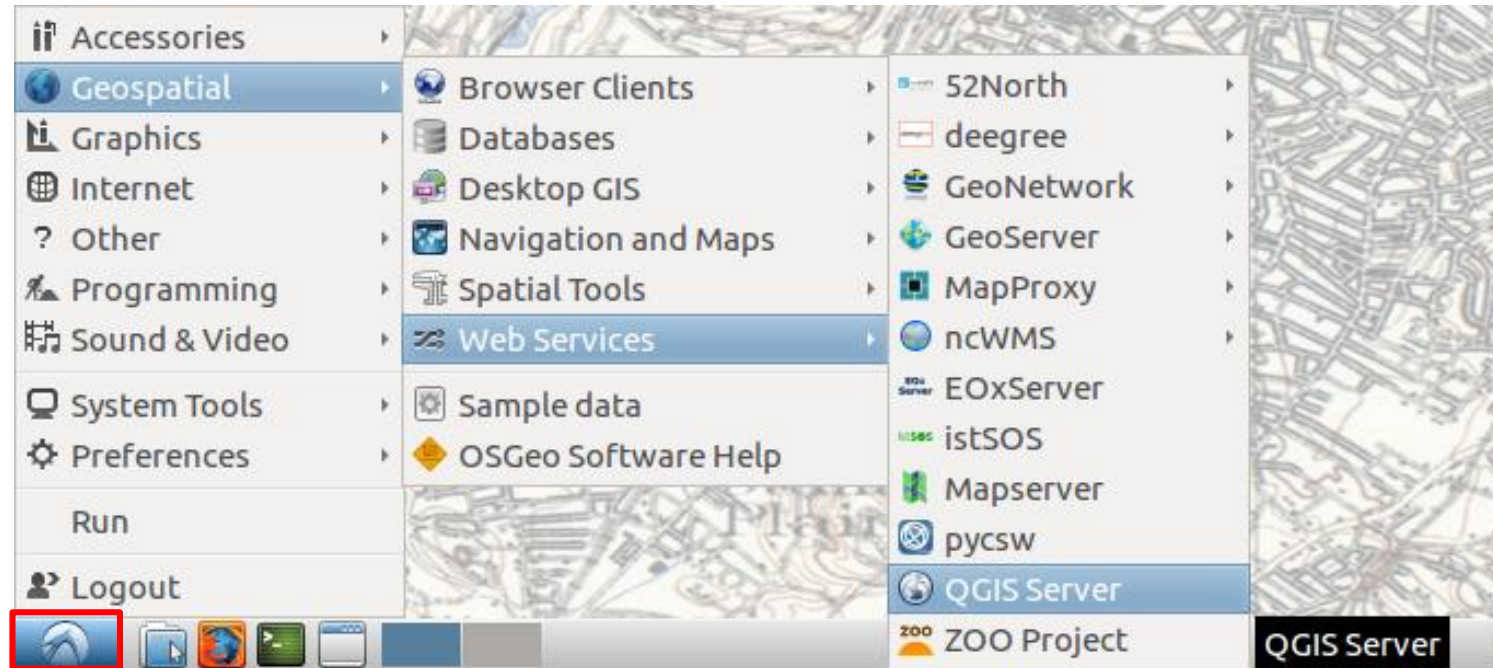 Accessories
Geospatial
Graphics
Internet
? Other
Programming
Sound & Video
System Tools
Preferences
Run
Logout
Browser Clients
Databases
Desktop GIS
Navigation and Maps
Spatial Tools
Web Services
Sample data
OSGeo Software Help
52North
deegree
GeoNetwork
GeoServer
MapProxy
ncWMS
EOxServer
istSOS
Mapserver
pycsw
QGIS Server
ZOO ZOO Project
QGIS Server
Plain